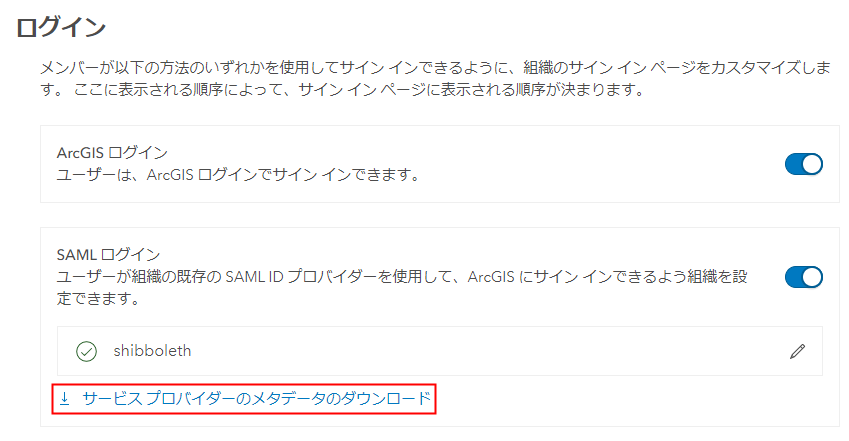 ログイン
メンバーが以下の方法のいずれかを使用してサイン インできるように、組織のサイン イン ページをカスタマイズしま
す。 ここに表示される順序によって、サイン イン ページに表示される順序が決まります。
ArcGIS ログイン
ユーザーは、ArcGIS ログインでサイン インできます。
SAML ログイン
ユーザーが組織の既存の SAML ID プロバイダーを使用して、ArcGIS にサイン インできるよう組織を設
定できます。
shibboleth
サービス プロバイダーのメタデータのダウンロード